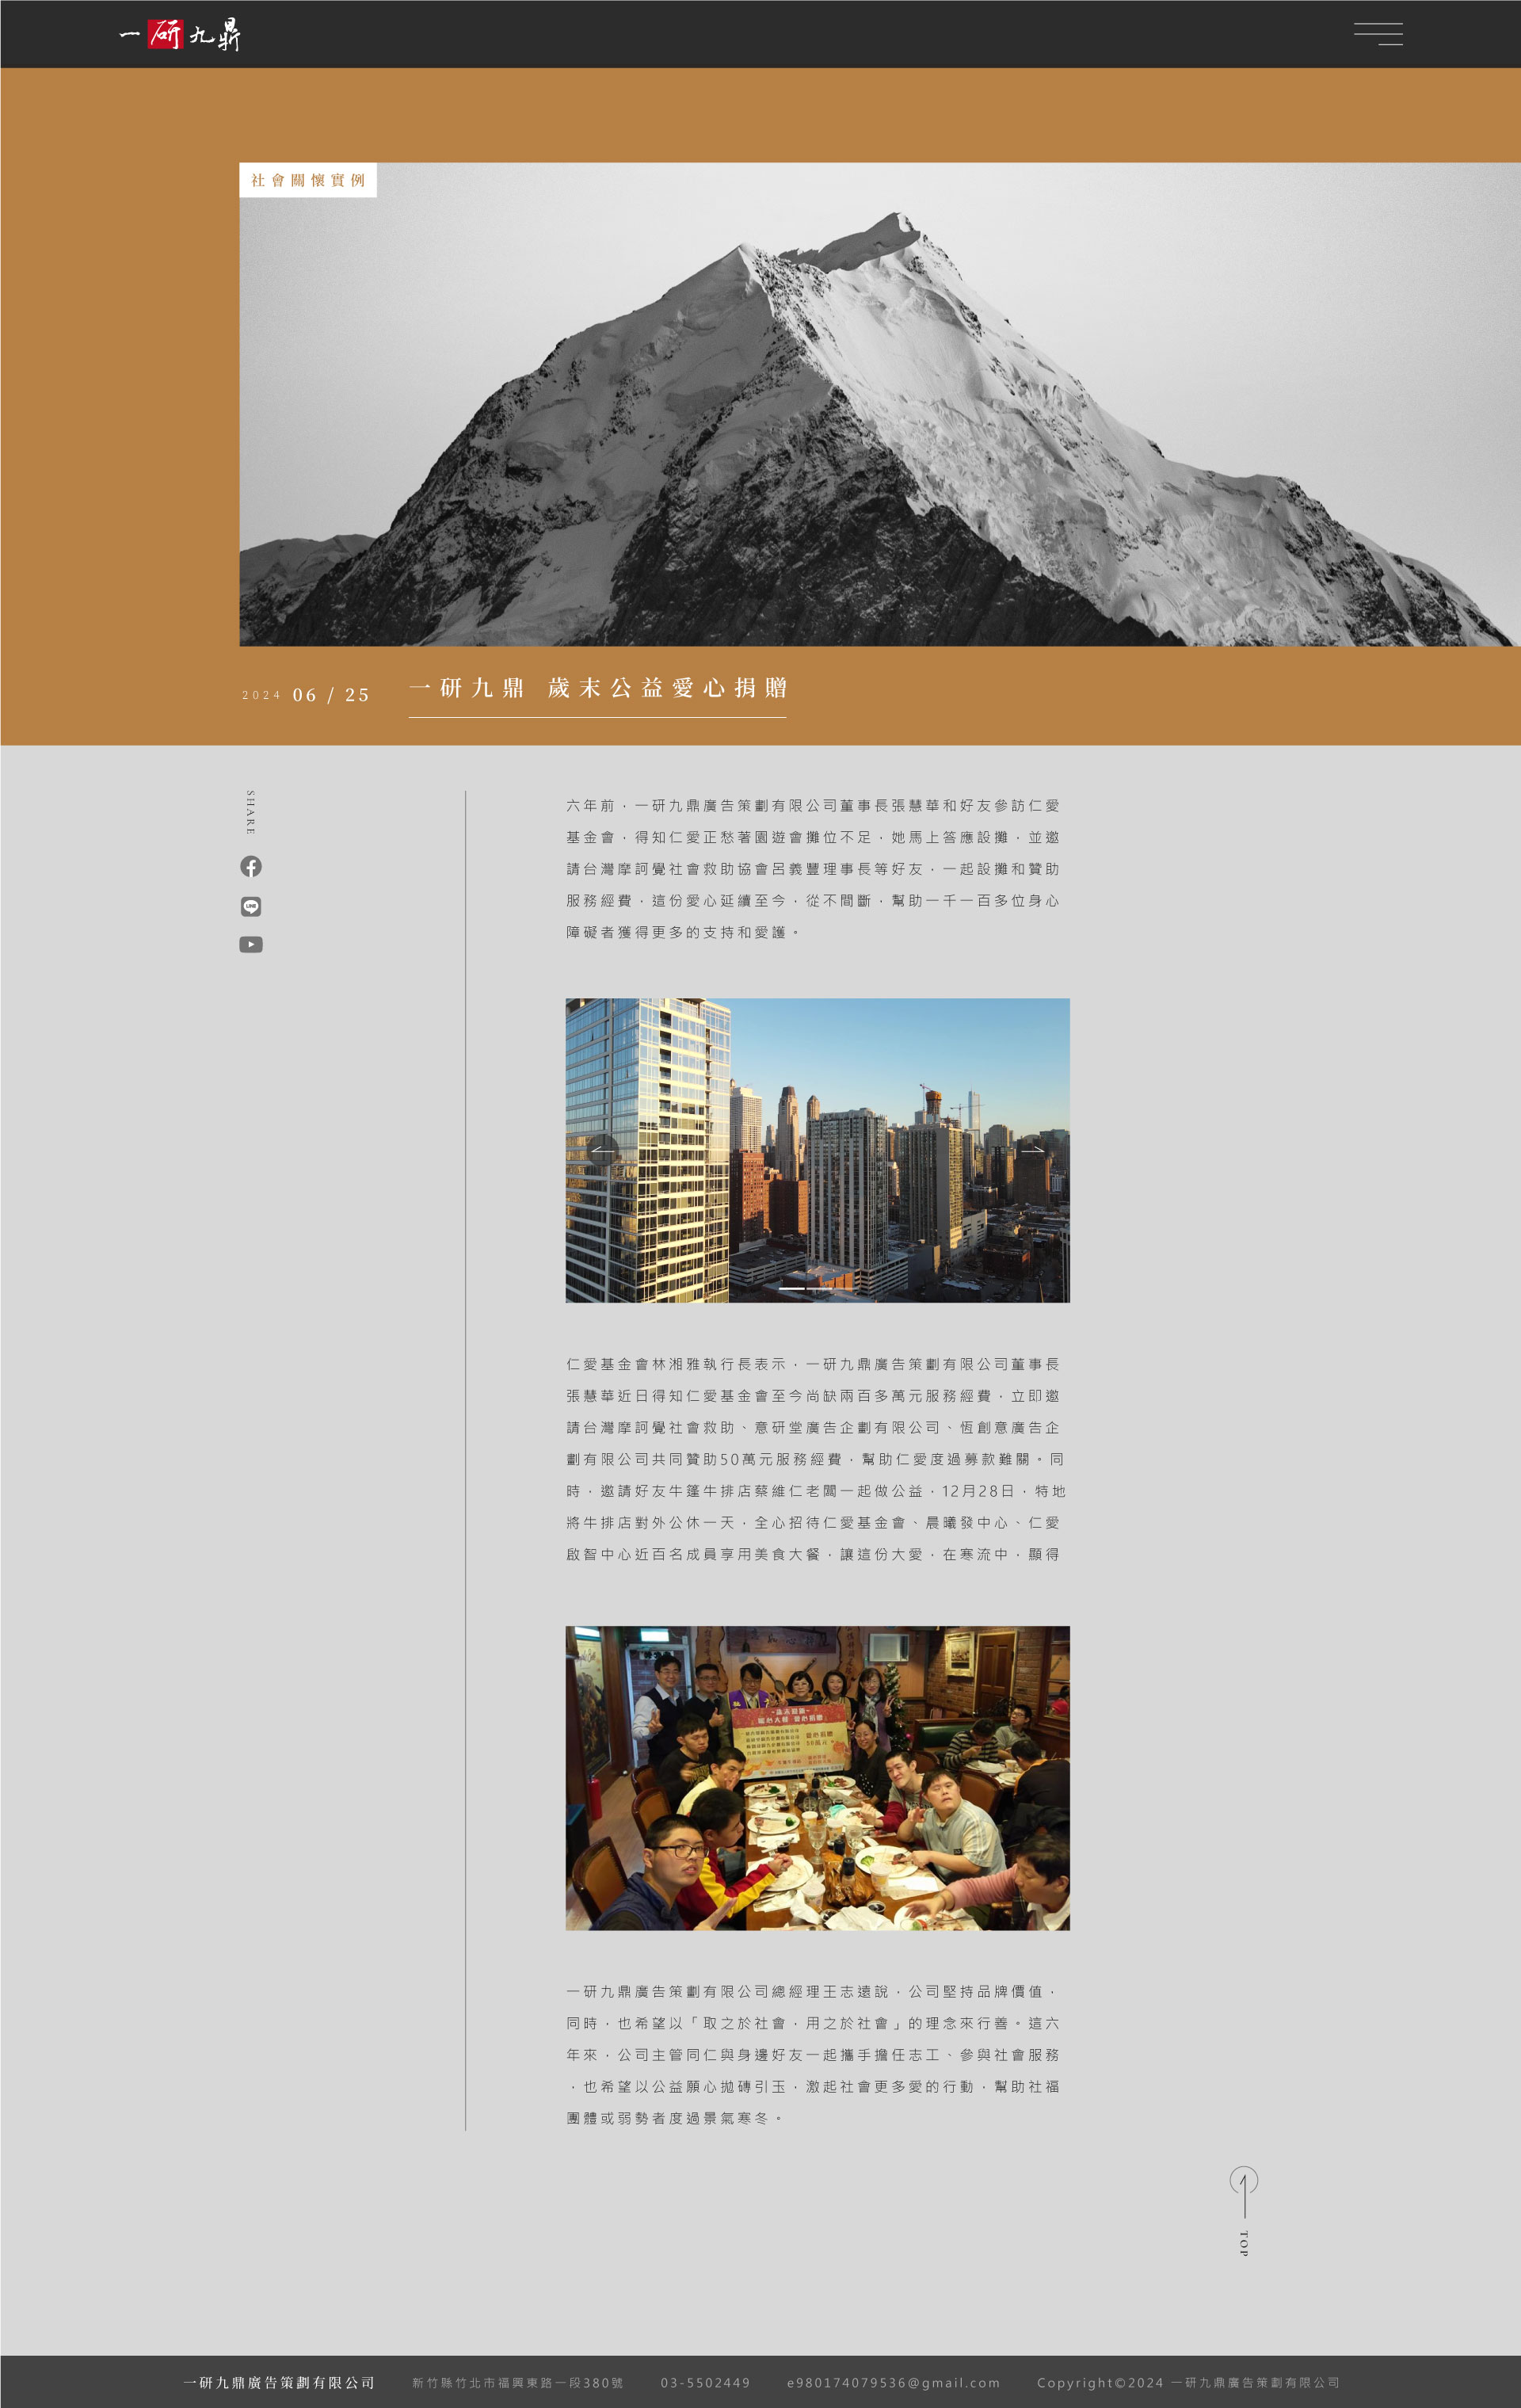 一研九鼎
社會關懷實例
2024 06 / 25
一研九鼎 歲末公益愛心捐贈
SHARE
LINE
六年前，一研九鼎廣告策劃有限公司董事長張慧華和好友參訪仁愛
基金會，得知仁愛正愁著園遊會攤位不足，她馬上答應設攤，並邀
請台灣摩訶覺社會救助協會呂義豐理事長等好友，一起設攤和贊助
服務經費，這份愛心延續至今，從不間斷，幫助一千一百多位身心
障礙者獲得更多的支持和愛護。
仁愛基金會林湘雅執行長表示，一研九鼎廣告策劃有限公司董事長
張慧華近日得知仁愛基金會至今尚缺兩百多萬元服務經費，立即邀
請台灣摩訶覺社會救助、意研堂廣告企劃有限公司、恆創意廣告企
劃有限公司共同贊助50萬元服務經費，幫助仁愛度過募款難關。同
時，邀請好友牛篷牛排店蔡維仁老闆一起做公益，12月28日，特地
將牛排店對外公休一天，全心招待仁愛基金會、晨曦發中心、仁愛
啟智中心近百名成員享用美食大餐，讓這份大愛，在寒流中，顯得
一研九鼎廣告策劃有限公司總經理王志遠說，公司堅持品牌價值，
同時，也希望以「取之於社會，用之於社會」的理念來行善。這六
年來，公司主管同仁與身邊好友一起攜手擔任志工、參與社會服務
，也希望以公益願心拋磚引玉，激起社會更多愛的行動，幫助社福
團體或弱勢者度過景氣寒冬。
TOP
一研九鼎廣告策劃有限公司 新竹縣竹北市福興東路一段380號 03-5502449 e980174079536@gmail.com Copyright©2024 一研九鼎廣告策劃有限公司